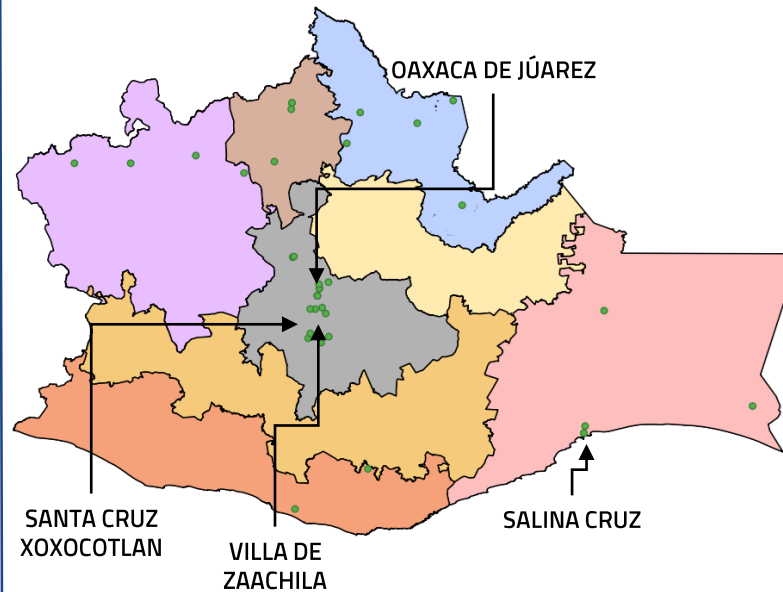 OAXACA DE JÚAREZ
SANTA CRUZ
XOXOCOTLAN
VILLA DE
ZAACHILA
SALINA CRUZ